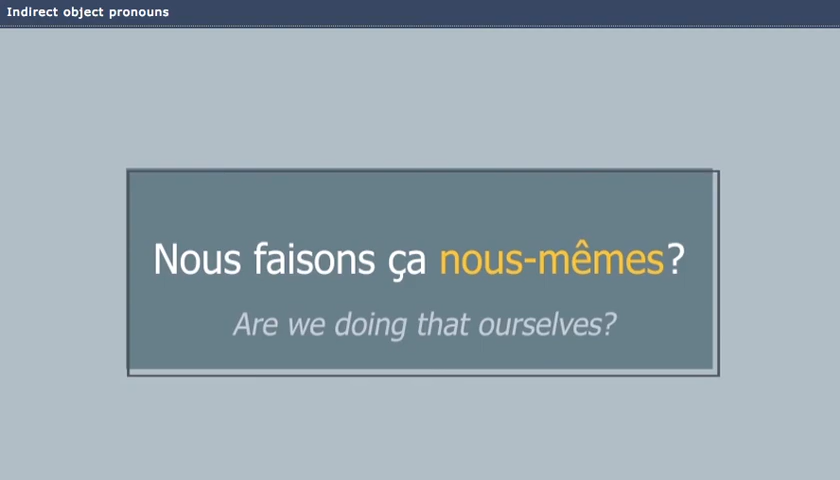 Indirect object pronouns
Nous faisons ça nous-mêmes?
Are we doing that ourselves?